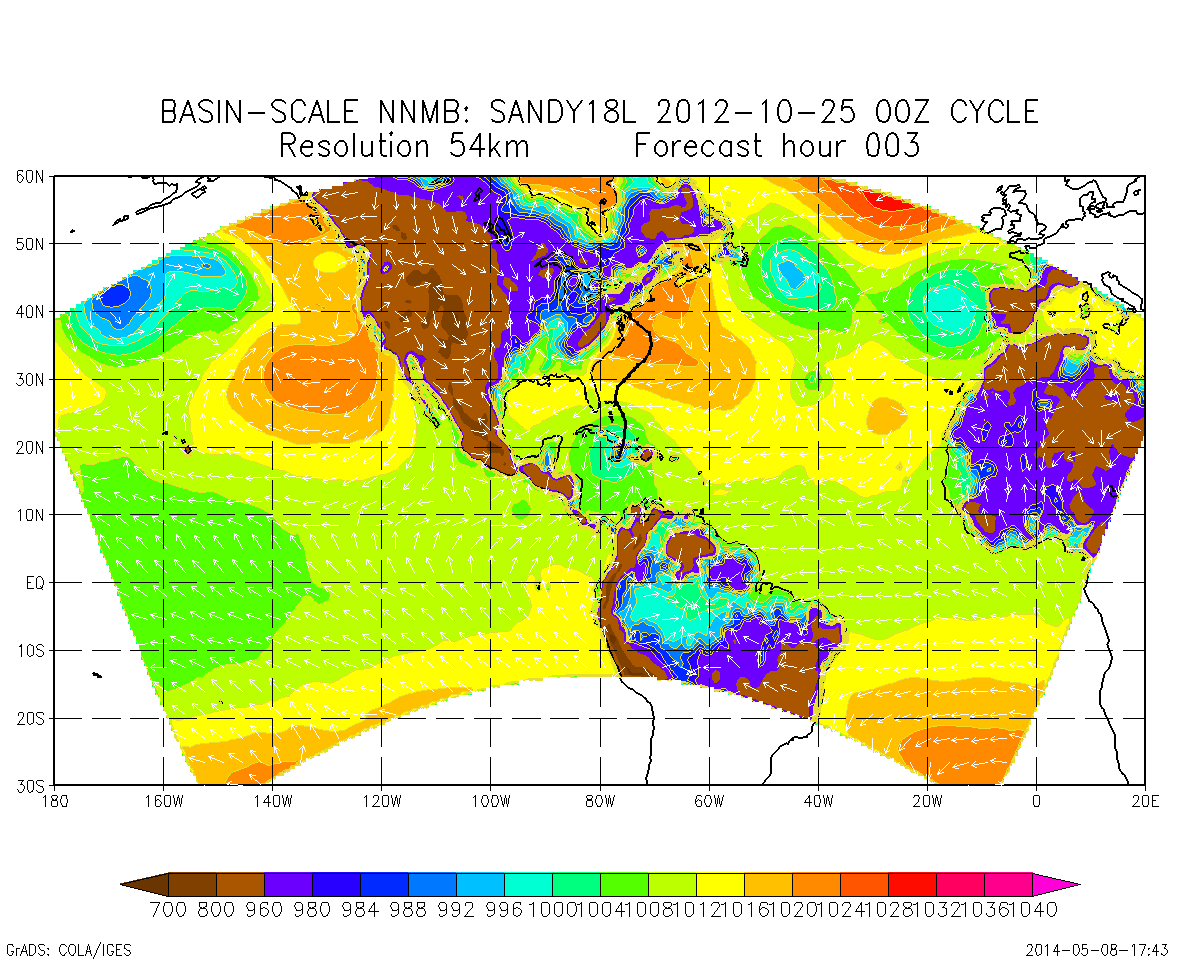 BASIN-SCALE NNMB: SANDY18L 2012-10-25 00Z CYCLE
Resolution 54km Forecast hour 003
60N
50N
40N
30N
20N
10N
EQ
10S
20S
30S
180 160W 140W 120W 100W 80W 60W 40W 20W 0 20E
700 800 960 980 984 988 992 996 1000 1004 1008 1012 1016 1020 1024 1028 1032 1036 1040
GrADS: COLA/IGES 2014-05-08-17:43